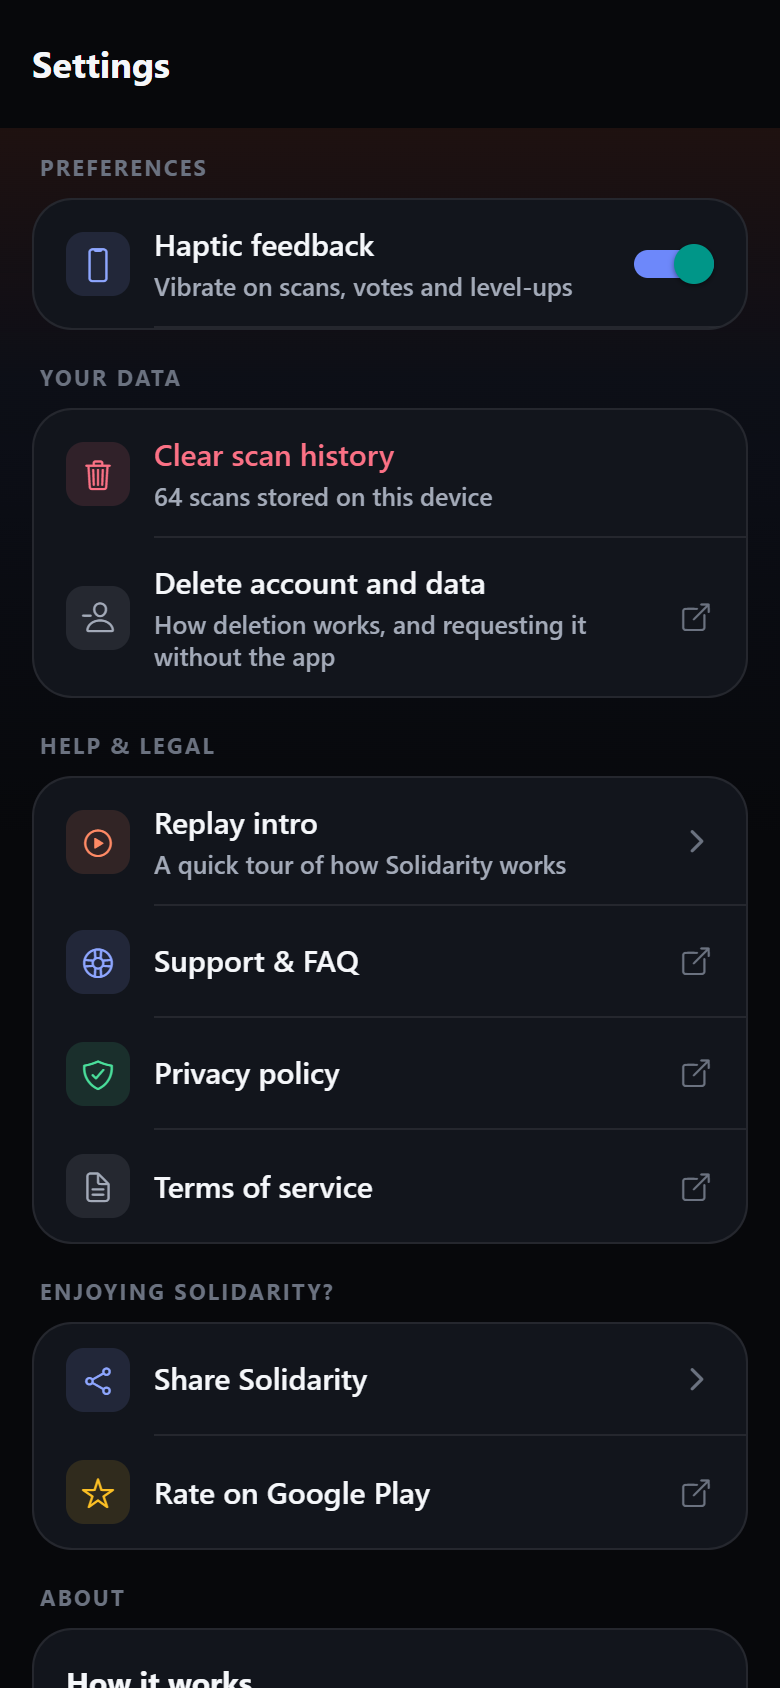 Settings
PREFERENCES
Haptic feedback
Vibrate on scans, votes and level-ups
YOUR DATA
Clear scan history
64 scans stored on this device
Delete account and data
How deletion works, and requesting it
without the app
HELP & LEGAL
Replay intro
A quick tour of how Solidarity works
Support & FAQ
Privacy policy
Terms of service
ENJOYING SOLIDARITY?
Share Solidarity
Rate on Google Play
ABOUT
How it works